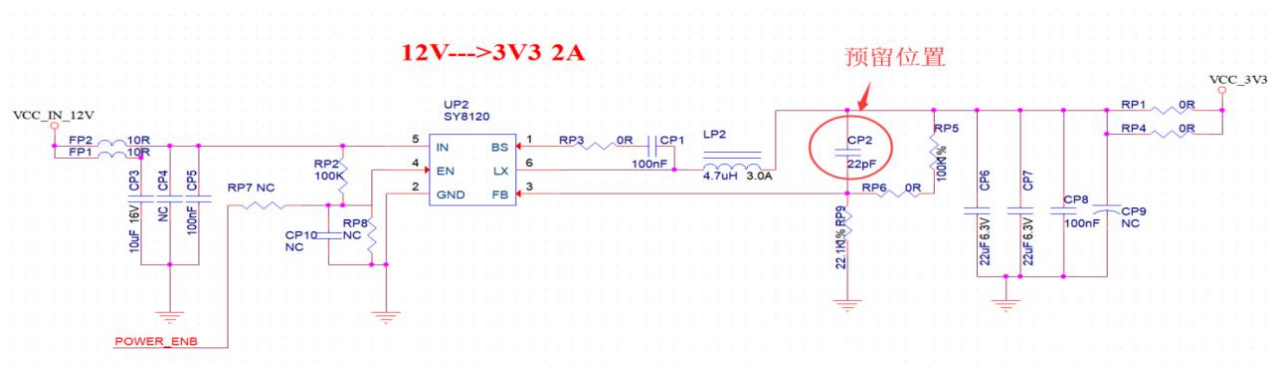 12V--->3V3 2A
预留位置
VCC_IN_12V
VCC_3V3
UP2
SY8120
FP2 10R
FP1 10R
5 IN BS 1
4 EN LX 6
2 GND FB 3
RP3 0R
CP1
100nF
LP2
4.7uH 3.0A
CP2
22pF
RP5
100K1%
RP6 0R
RP9
22.1K1%
RP1 0R
RP4 0R
CP3
10uF 16V
CP4
NC
CP5
100nF
RP2
100K
RP7 NC
RP8
NC
CP10
NC
CP6
22uF 6.3V
CP7
22uF 6.3V
CP8
100nF
CP9
NC
POWER_ENB